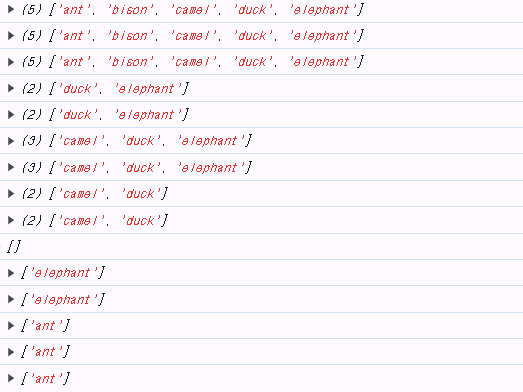 ▶ (5) ['ant', 'bison', 'camel', 'duck', 'elephant']
▶ (5) ['ant', 'bison', 'camel', 'duck', 'elephant']
▶ (5) ['ant', 'bison', 'camel', 'duck', 'elephant']
▶ (2) ['duck', 'elephant']
▶ (2) ['duck', 'elephant']
▶ (3) ['camel', 'duck', 'elephant']
▶ (3) ['camel', 'duck', 'elephant']
▶ (2) ['camel', 'duck']
▶ (2) ['camel', 'duck']
[]
▶ ['elephant']
▶ ['elephant']
▶ ['ant']
▶ ['ant']
▶ ['ant']